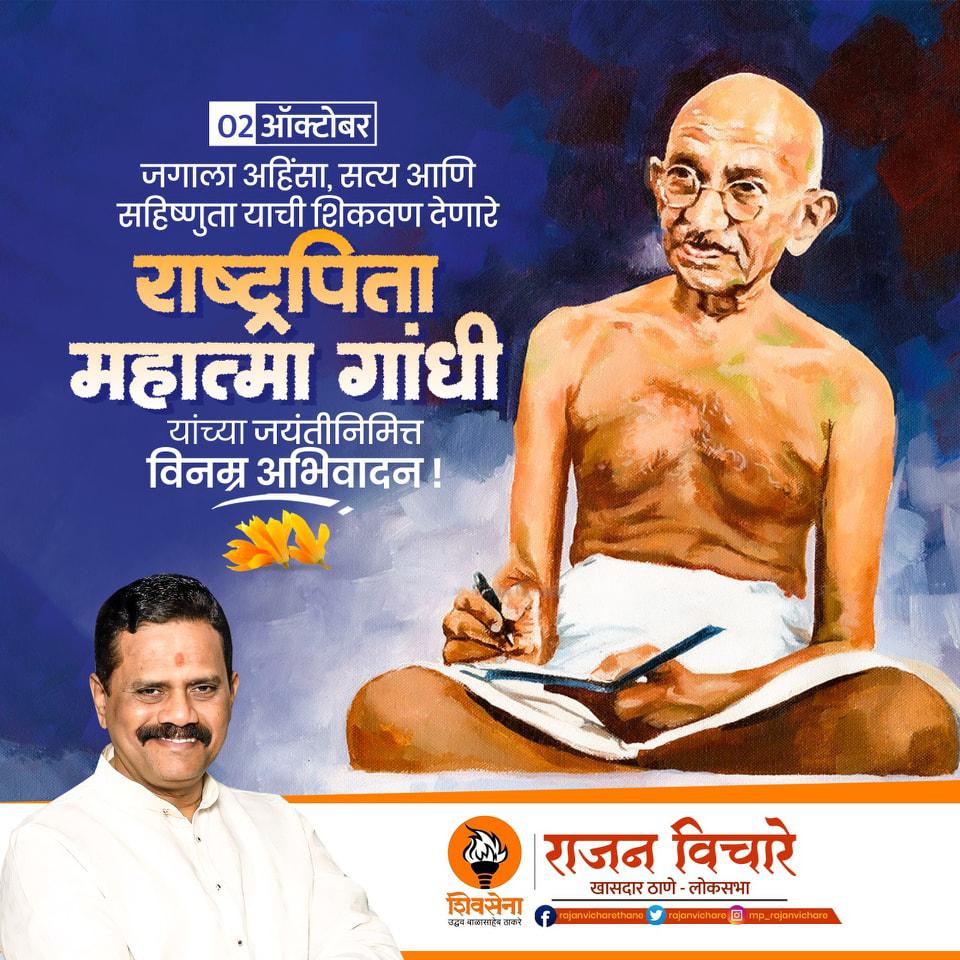 02 ऑक्टोबर
जगाला अहिंसा, सत्य आणि
सहिष्णुता याची शिकवण देणारे
राष्ट्रपिता
महात्मा गांधी
यांच्या जयंतीनिमित्त
विनम्र अभिवादन !
शिवसेना
उद्धव बाळासाहेब ठाकरे
राजन विचारे
खासदार ठाणे - लोकसभा
rajanvicharethane rajanvichare mp_rajanvichare